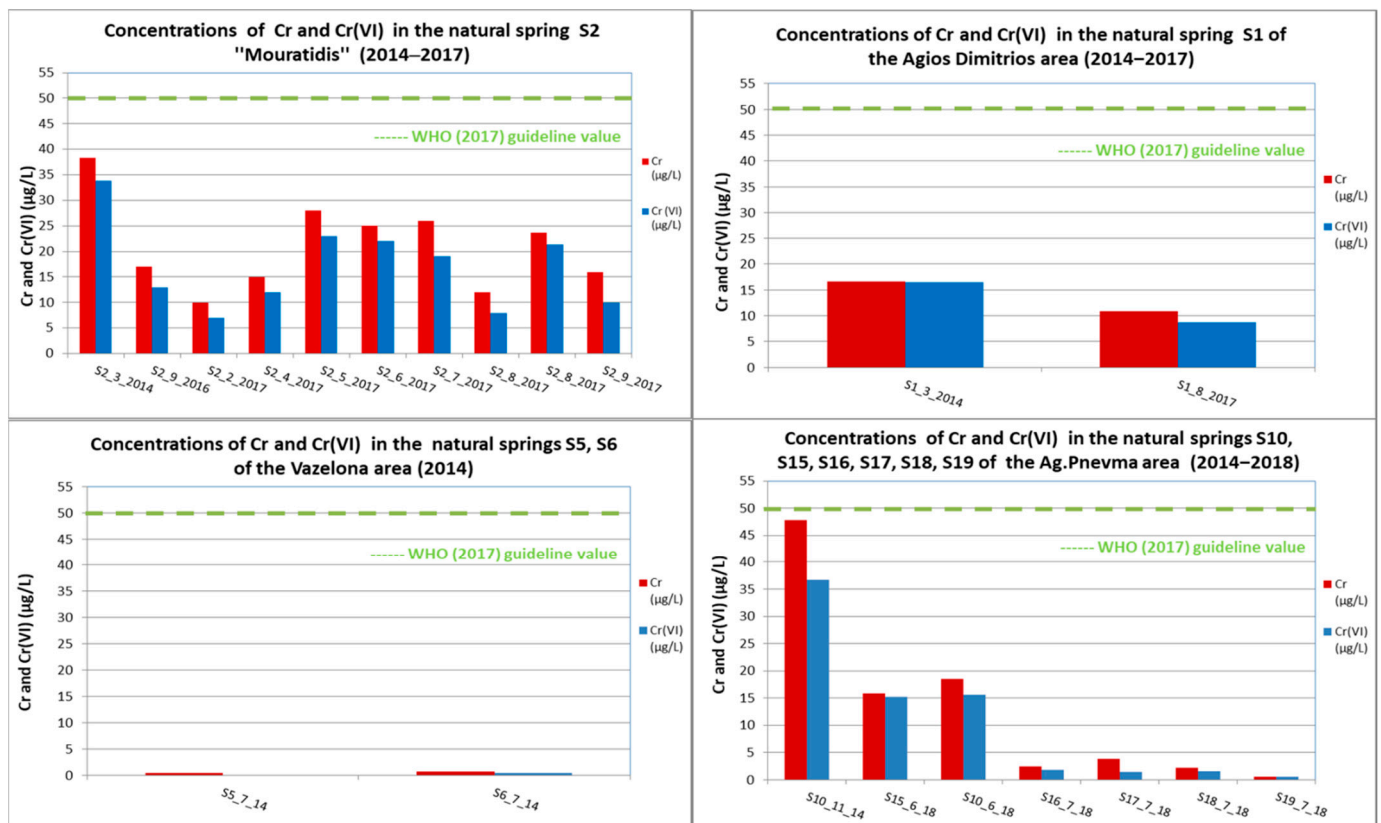 Concentrations of Cr and Cr(VI) in the natural spring S2
"Mouratidis" (2014–2017)
55
50
45
40
35
30
25
20
15
10
5
0
Cr and Cr(VI) (µg/L)
------ WHO (2017) guideline value
Cr
(µg/L)
Cr (VI)
(µg/L)
S2_3_2014
S2_9_2016
S2_2_2017
S2_4_2017
S2_5_2017
S2_6_2017
S2_7_2017
S2_8_2017
S2_8_2017
S2_9_2017
Concentrations of Cr and Cr(VI) in the natural spring S1 of
the Agios Dimitrios area (2014–2017)
55
50
45
40
35
30
25
20
15
10
5
0
Cr and Cr(VI) (µg/L)
------ WHO (2017) guideline value
Cr
(µg/L)
Cr(VI)
(µg/L)
S1_3_2014
S1_8_2017
Concentrations of Cr and Cr(VI) in the natural springs S5, S6
of the Vazelona area (2014)
55
50
45
40
35
30
25
20
15
10
5
0
Cr and Cr(VI) (µg/L)
------ WHO (2017) guideline value
Cr
(µg/L)
Cr(VI)
(µg/L)
S5_7_14
S6_7_14
Concentrations of Cr and Cr(VI) in the natural springs S10,
S15, S16, S17, S18, S19 of the Ag.Pnevma area (2014–2018)
55
50
45
40
35
30
25
20
15
10
5
0
Cr and Cr(VI) (µg/L)
------ WHO (2017) guideline value
Cr
(µg/L)
Cr(VI)
(µg/L)
S10_11_14
S15_6_18
S10_6_18
S16_7_18
S17_7_18
S18_7_18
S19_7_18